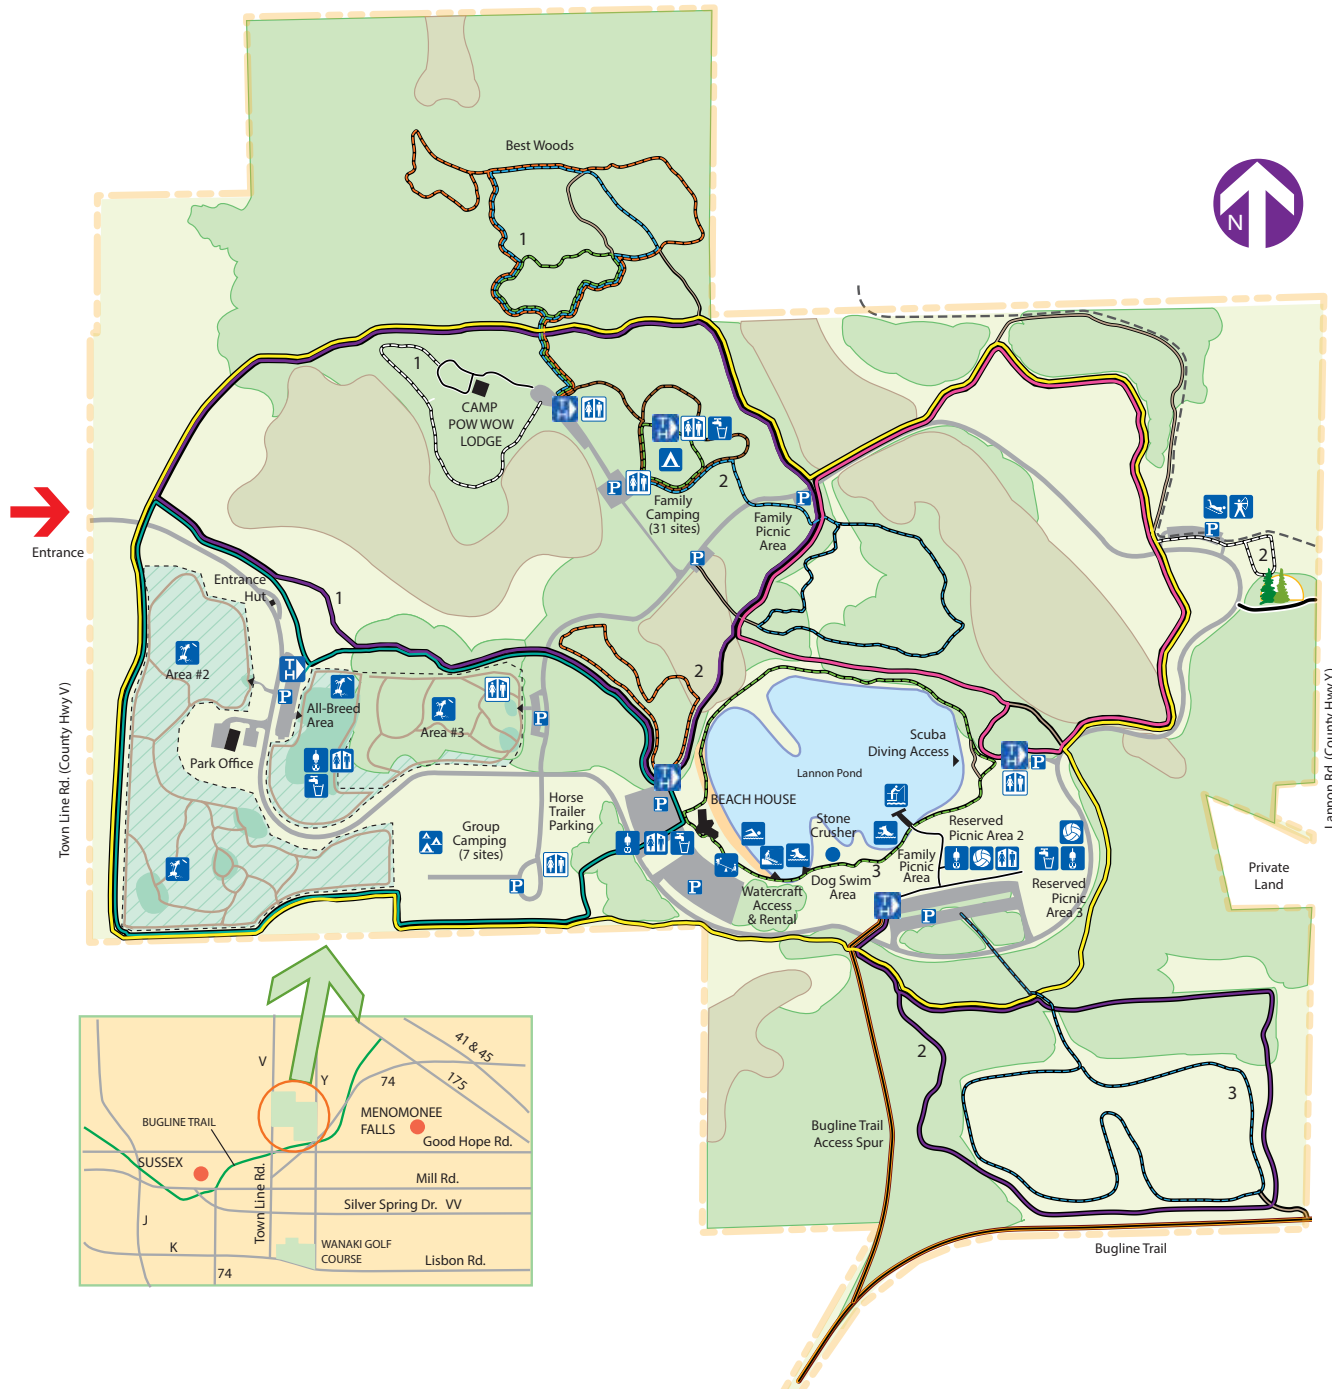 Best Woods
N
1
1
CAMP
POW WOW
LODGE
T
H
T
H
P
2
Family
Camping
(31 sites)
P
Family
Picnic
Area
P
P
2
Entrance
Entrance
Hut
1
Area #2
T
H
P
All-Breed
Area
Area #3
P
Park Office
2
Town Line Rd. (County Hwy V)
Lannon Rd. (County Hwy Y)
Scuba
Diving Access
Lannon Pond
T
H
P
T
H
P
BEACH HOUSE
Horse
Trailer
Parking
Group
Camping
(7 sites)
P
P
Stone
Crusher
Reserved
Picnic Area 2
Family
Picnic
Area
3
Dog Swim
Area
Watercraft
Access
& Rental
Reserved
Picnic
Area 3
T
H
P
Private
Land
2
3
Bugline Trail
Access Spur
Bugline Trail
V
Y
41 & 45
175
74
BUGLINE TRAIL
MENOMONEE
FALLS
Good Hope Rd.
SUSSEX
Mill Rd.
Town Line Rd.
Silver Spring Dr. VV
J
K
WANAKI GOLF
COURSE
Lisbon Rd.
74